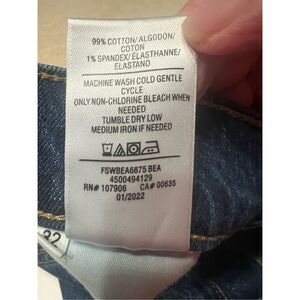 99% COTTON/ALGODÓN/
COTON
1% SPANDEX/ELASTHANNE/
ELASTANO
MACHINE WASH COLD GENTLE
CYCLE
ONLY NON-CHLORINE BLEACH WHEN
NEEDED
TUMBLE DRY LOW
MEDIUM IRON IF NEEDED
FSWBEA6875 BEA
4500494129
RN# 107906 CA# 00635
01/2022
32